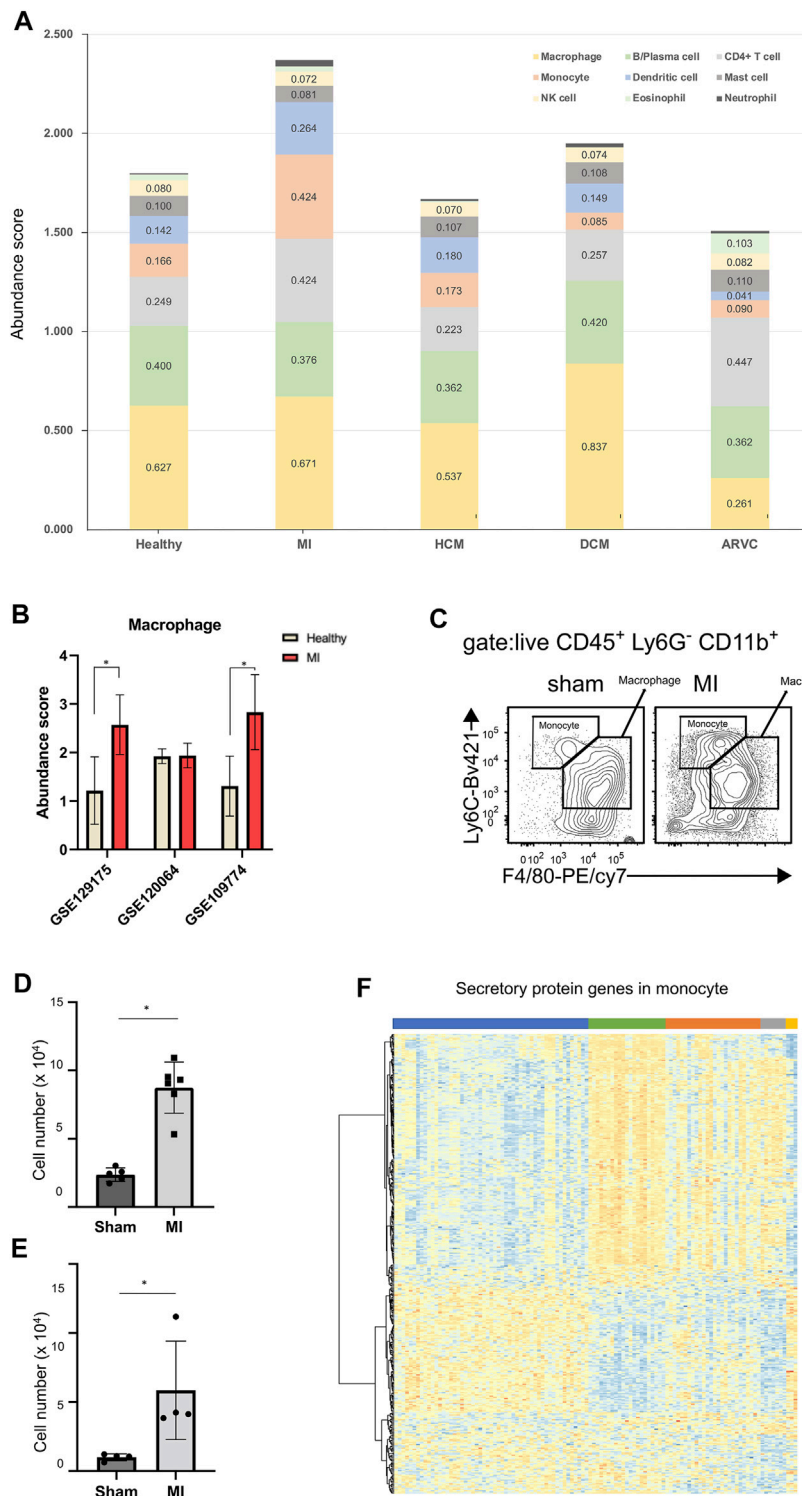 A
Abundance score
2.500
2.000
1.500
1.000
0.500
0.000
Macrophage B/Plasma cell CD4+ T cell
Monocyte Dendritic cell Mast cell
NK cell Eosinophil Neutrophil
0.080
0.100
0.142
0.166
0.249
0.400
0.627
0.072
0.081
0.264
0.424
0.424
0.376
0.671
0.070
0.107
0.180
0.173
0.223
0.362
0.537
0.074
0.108
0.149
0.085
0.257
0.420
0.837
0.103
0.082
0.110
0.041
0.090
0.447
0.362
0.261
Healthy MI HCM DCM ARVC
B
Macrophage
Healthy
MI
Abundance score
4
3
2
1
0
*
*
GSE129175
GSE120064
GSE109774
C
gate:live CD45+ Ly6G- CD11b+
sham Macrophage MI Mac
Monocyte Monocyte
Ly6C-Bv421
10^5
10^4
10^3
10^2
0
0 10^2 10^3 10^4 10^5
F4/80-PE/cy7
D
Cell number (x 10^4)
15
10
5
0
*
Sham MI
E
Cell number (x 10^4)
15
10
5
0
*
Sham MI
F
Secretory protein genes in monocyte